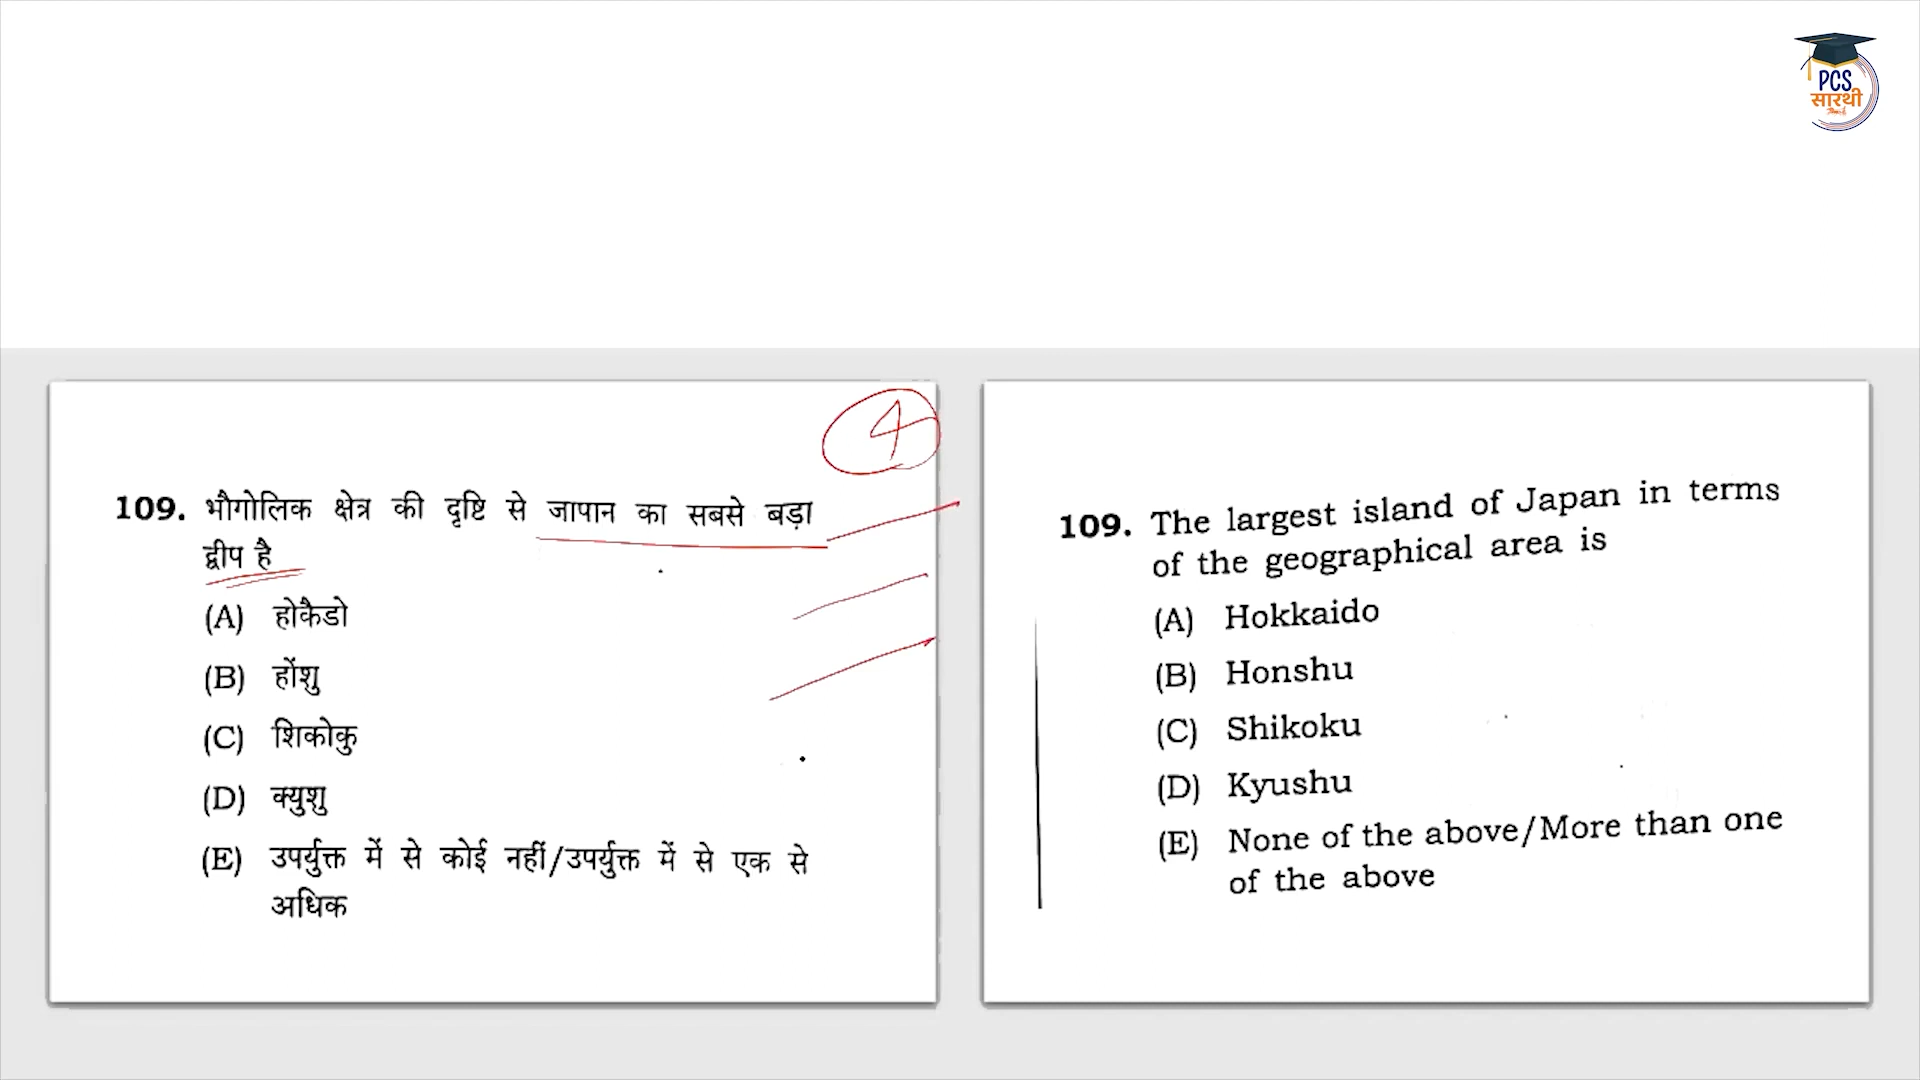 PCS
सारथी
4
109. भौगोलिक क्षेत्र की दृष्टि से जापान का सबसे बड़ा
द्वीप है
(A) होकैडो
(B) होंशु
(C) शिकोकु
(D) क्युशु
(E) उपर्युक्त में से कोई नहीं/उपर्युक्त में से एक से
अधिक
109. The largest island of Japan in terms
of the geographical area is
(A) Hokkaido
(B) Honshu
(C) Shikoku
(D) Kyushu
(E) None of the above/More than one
of the above